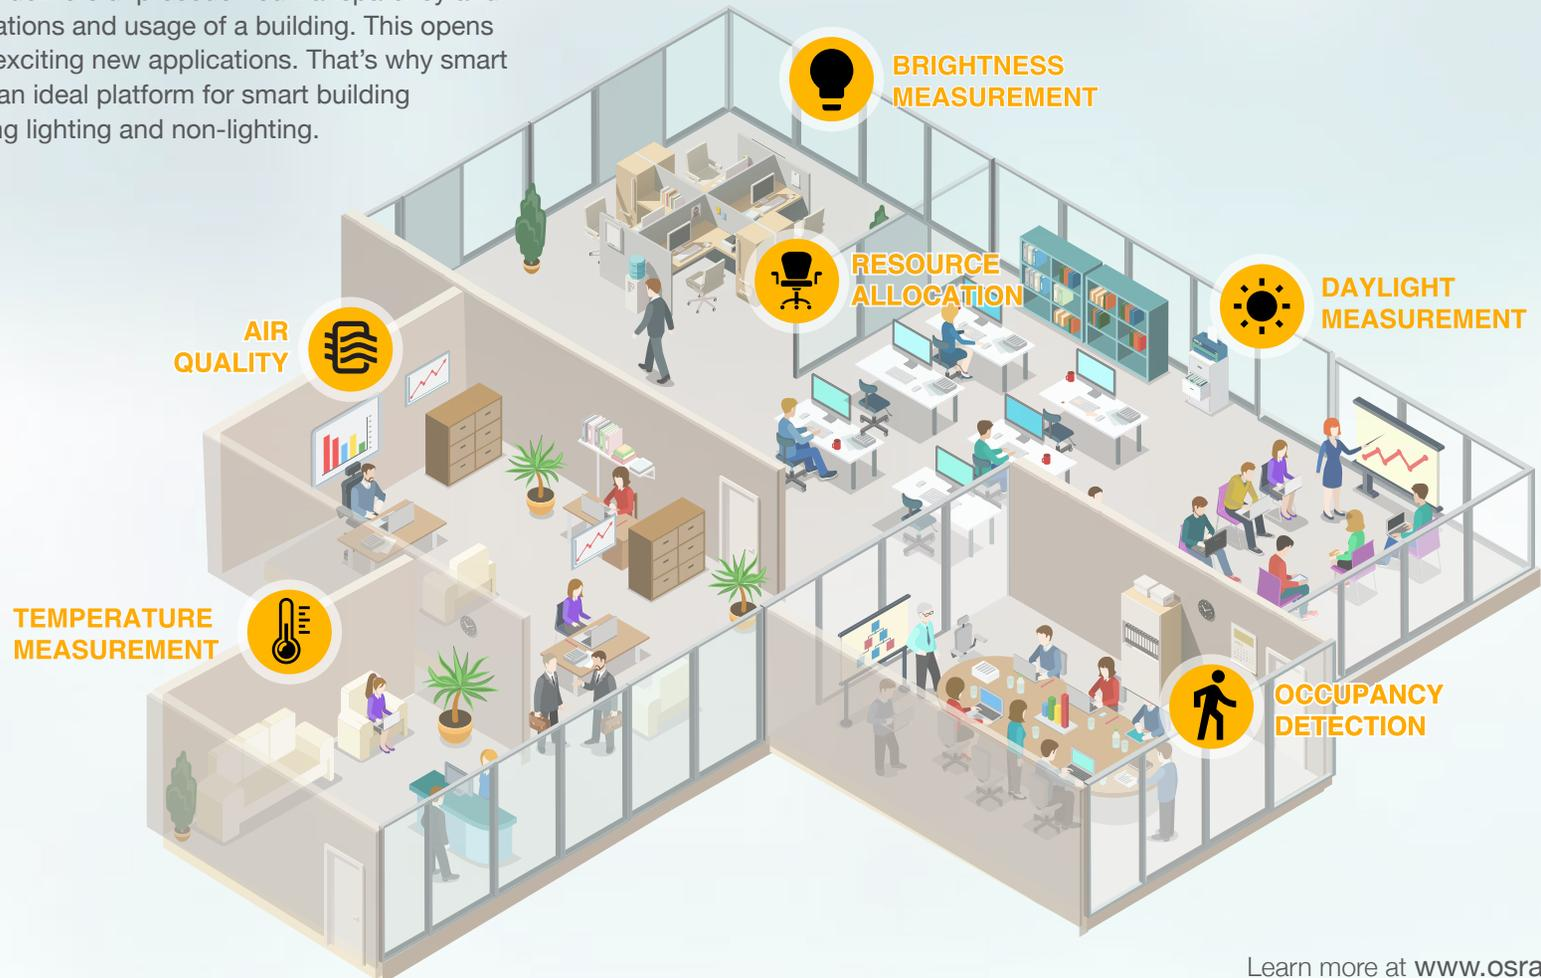 ations and usage of a building. This opens
exciting new applications. That's why smart
an ideal platform for smart building
ng lighting and non-lighting.
BRIGHTNESS
MEASUREMENT
RESOURCE
ALLOCATION
DAYLIGHT
MEASUREMENT
AIR
QUALITY
TEMPERATURE
MEASUREMENT
OCCUPANCY
DETECTION
Learn more at www.osra